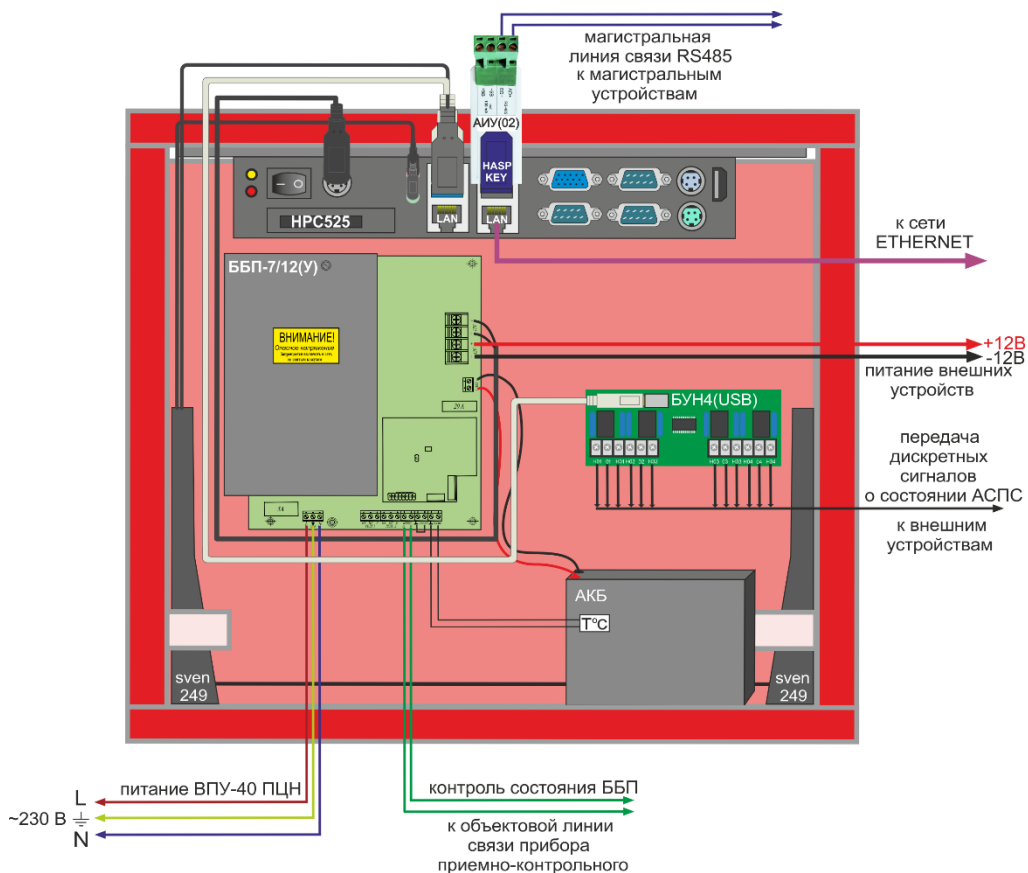 магистральная
линия связи RS485
к магистральным
устройствам
АИУ(02)
HASP
KEY
LAN
LAN
HPC525
к сети
ETHERNET
ББП-7/12(У)
ВНИМАНИЕ!
Опасное напряжение
+12В
-12В
питание внешних
устройств
БУН4(USB)
передача
дискретных
сигналов
о состоянии АСПС
к внешним
устройствам
АКБ
T°C
sven
249
sven
249
питание ВПУ-40 ПЦН
L
~230 В
N
контроль состояния ББП
к объектовой линии
связи прибора
приемно-контрольного